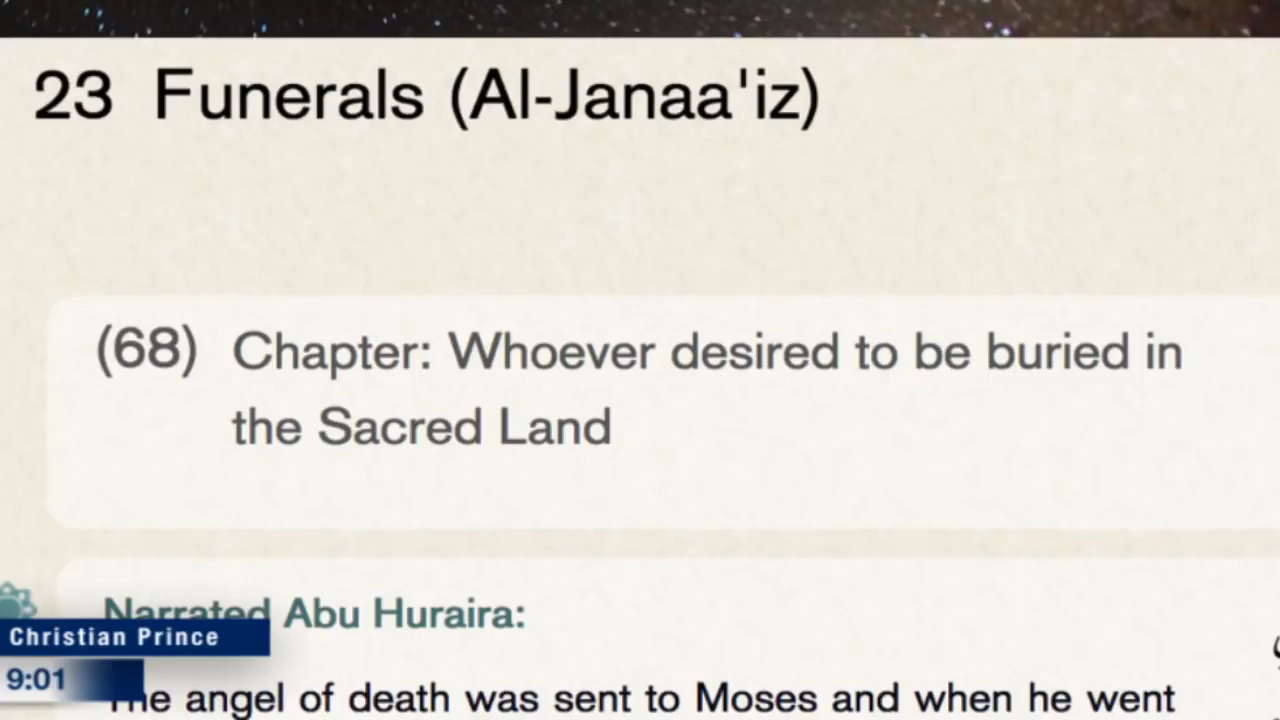 23 Funerals (Al-Janaa'iz)
(68) Chapter: Whoever desired to be buried in
the Sacred Land
Narrated Abu Huraira:
Christian Prince
9:01
The angel of death was sent to Moses and when he went